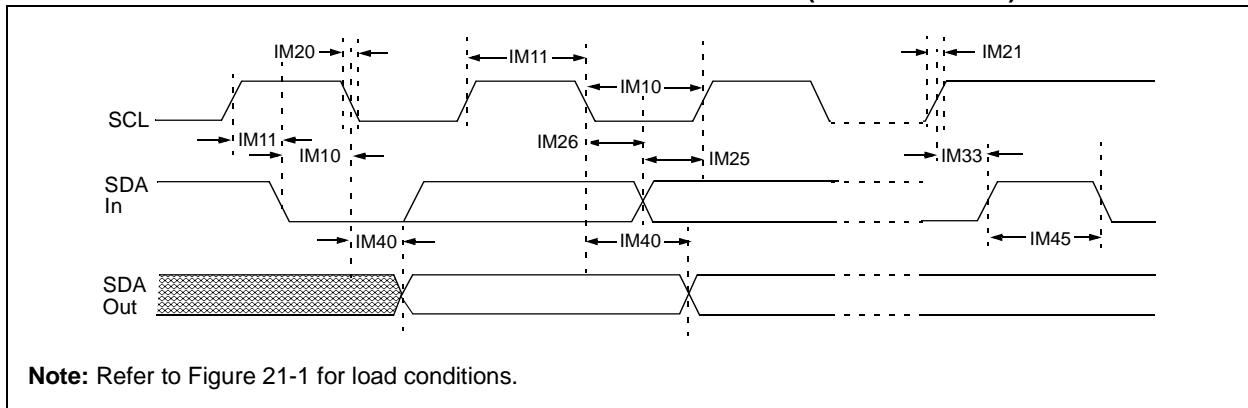 IM20
IM11
IM21
IM10
SCL
IM11
IM26
IM10
IM25
IM33
SDA
In
IM40
IM40
IM45
SDA
Out
Note: Refer to Figure 21-1 for load conditions.